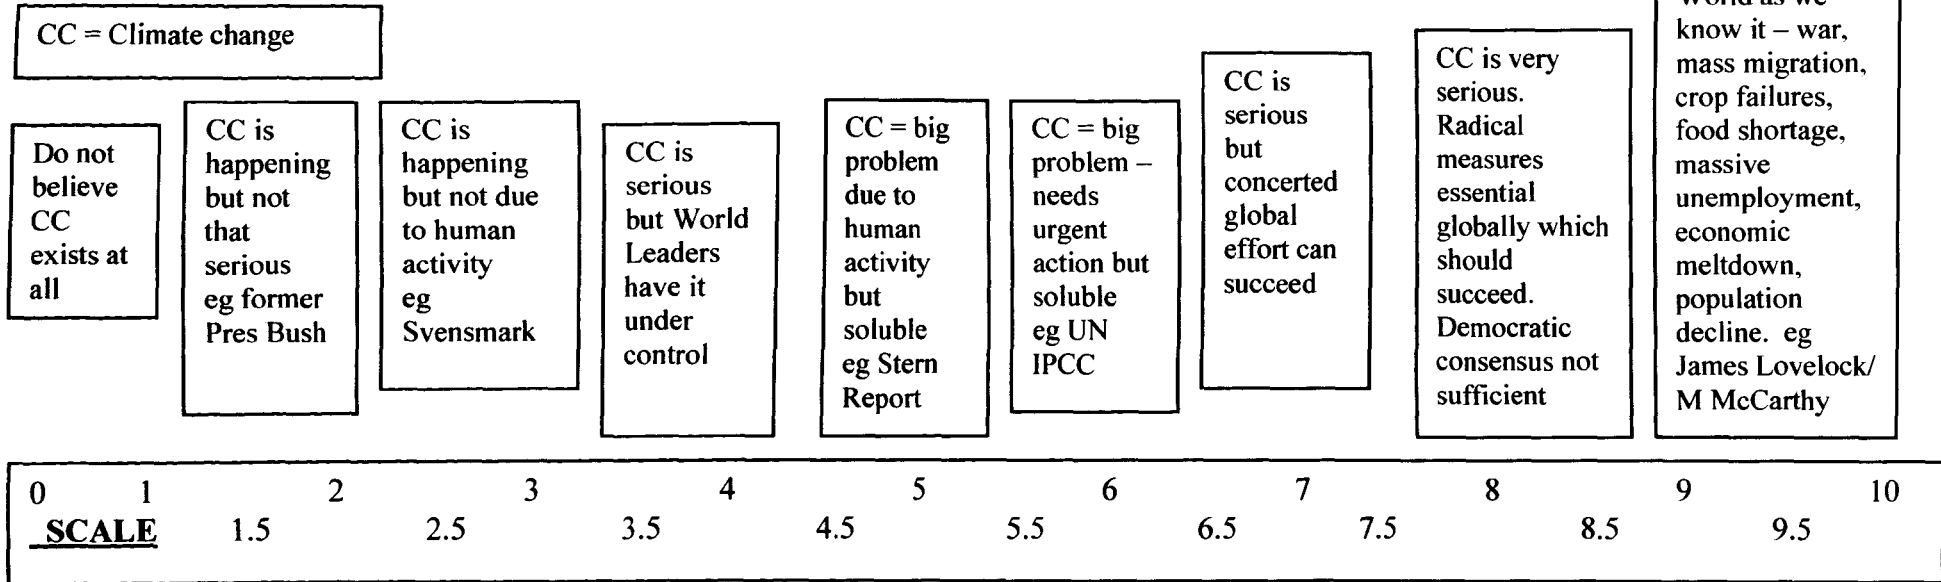 CC = Climate change
Do not
believe
CC
exists at
all
CC is
happening
but not
that
serious
eg former
Pres Bush
CC is
happening
but not due
to human
activity
eg
Svensmark
CC is
serious
but World
Leaders
have it
under
control
CC = big
problem
due to
human
activity
but
soluble
eg Stern
Report
CC = big
problem –
needs
urgent
action but
soluble
eg UN
IPCC
CC is
serious
but
concerted
global
effort can
succeed
CC is very
serious.
Radical
measures
essential
globally which
should
succeed.
Democratic
consensus not
sufficient
world as we
know it – war,
mass migration,
crop failures,
food shortage,
massive
unemployment,
economic
meltdown,
population
decline. eg
James Lovelock/
M McCarthy
0 1 2 3 4 5 6 7 8 9 10
SCALE 1.5 2.5 3.5 4.5 5.5 6.5 7.5 8.5 9.5